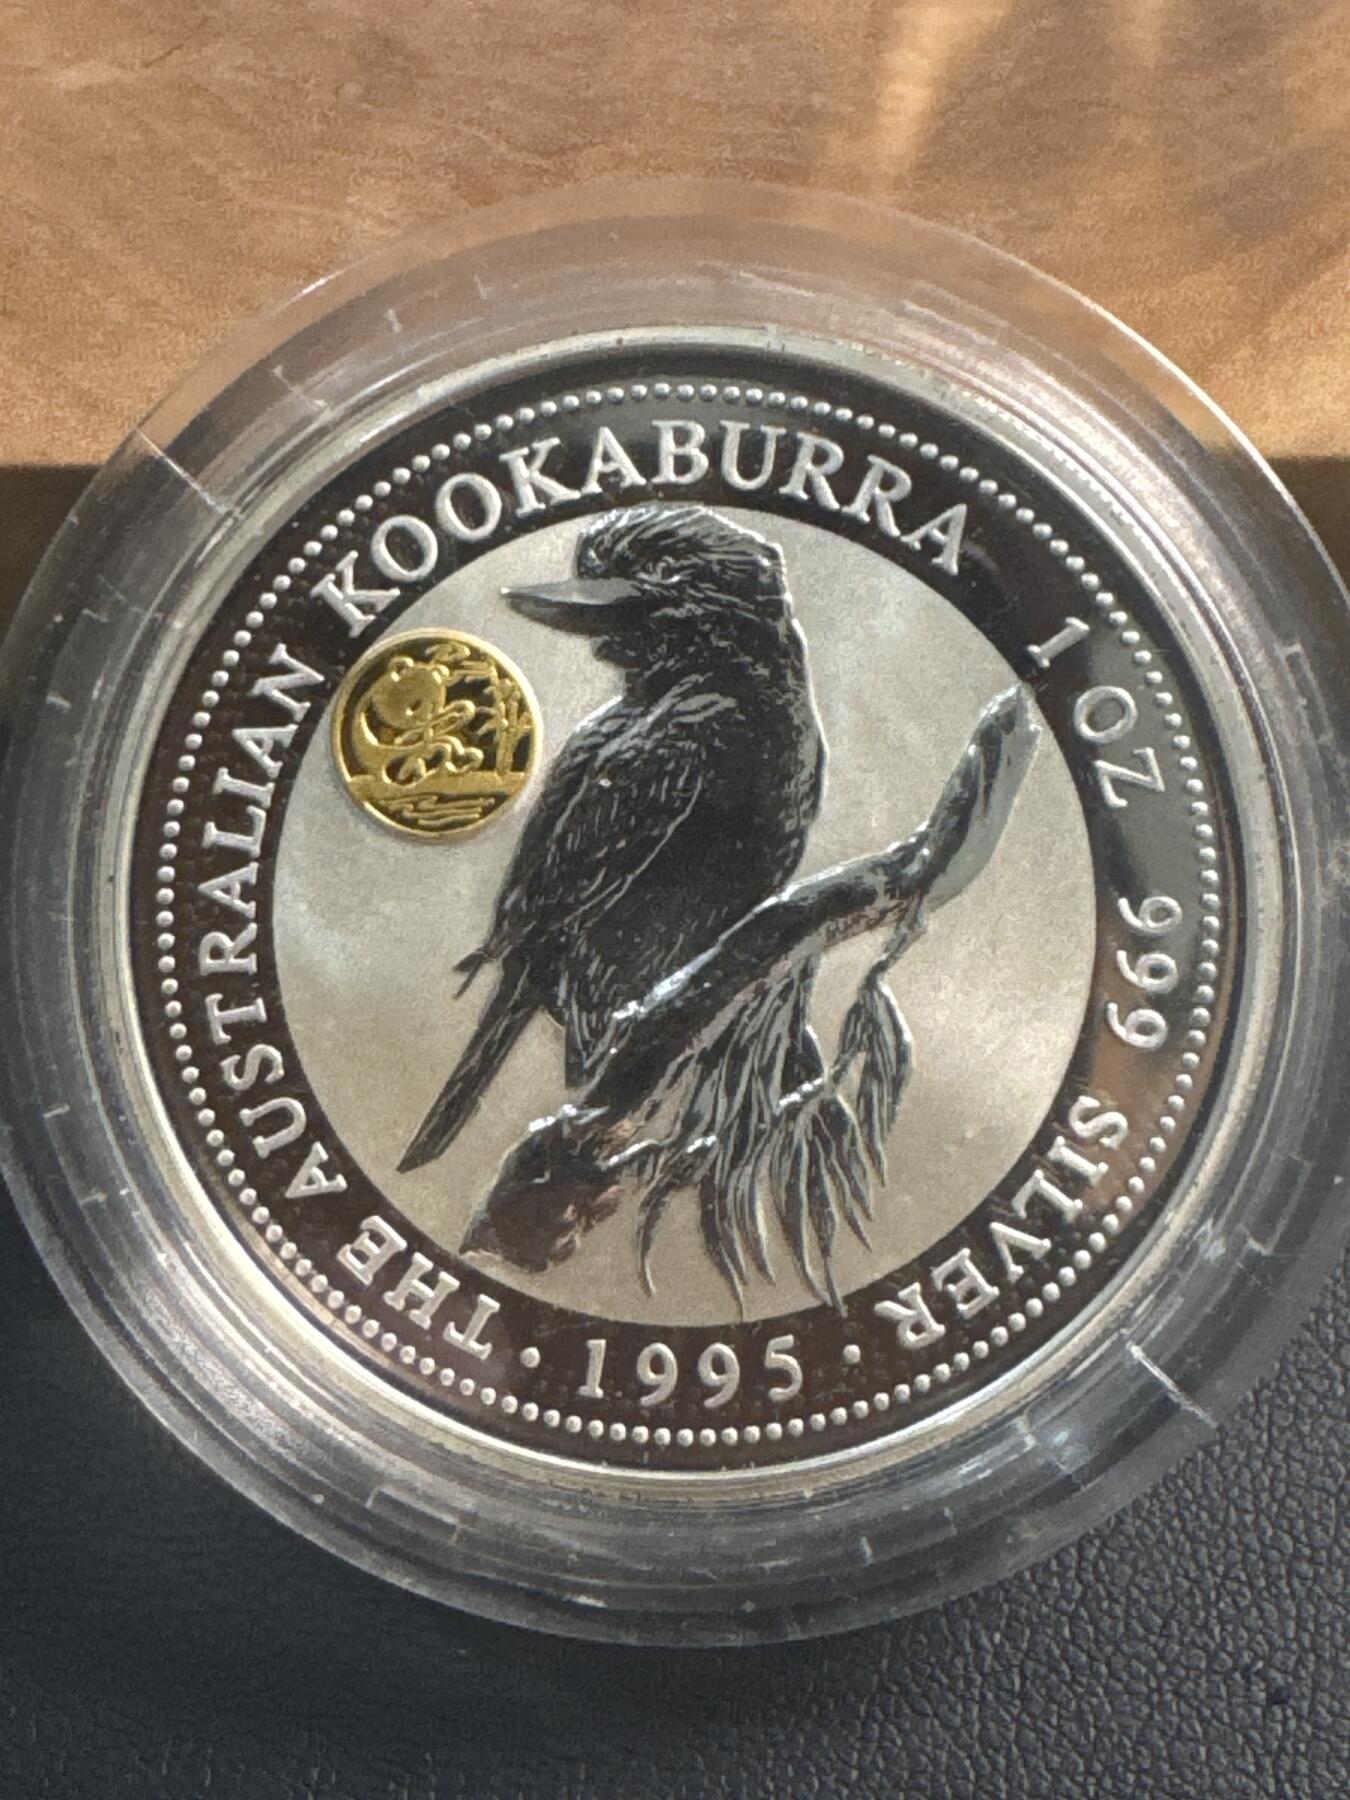 THE AUSTRALIAN KOOKABURRA 1 OZ 999 SILVER
· 1995 ·